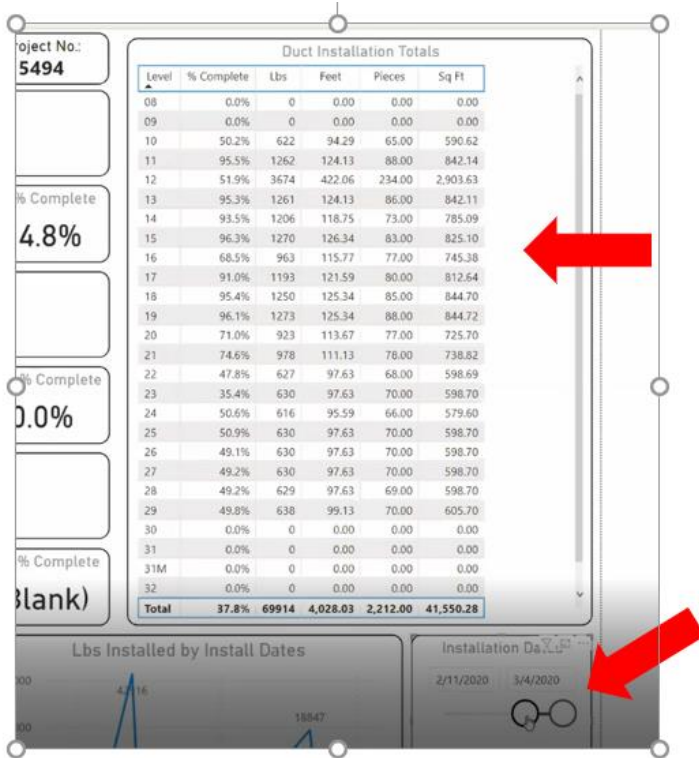 oject No.:
5494
% Complete
4.8%
% Complete
0.0%
% Complete
Blank)
Duct Installation Totals
Level % Complete Lbs Feet Pieces Sq Ft
08 0.0% 0 0.00 0.00 0.00
09 0.0% 0 0.00 0.00 0.00
10 50.2% 622 94.29 65.00 590.62
11 95.5% 1262 124.13 88.00 842.14
12 51.9% 3674 422.06 234.00 2,903.63
13 95.3% 1261 124.13 86.00 842.11
14 93.5% 1206 118.75 73.00 785.09
15 96.3% 1270 126.34 83.00 825.10
16 68.5% 963 115.77 77.00 745.38
17 91.0% 1193 121.59 80.00 812.64
18 95.4% 1250 125.34 85.00 844.70
19 96.1% 1273 125.34 88.00 844.72
20 71.0% 923 113.67 77.00 725.70
21 74.6% 978 111.13 78.00 738.82
22 47.8% 627 97.63 68.00 598.69
23 35.4% 630 97.63 70.00 598.70
24 50.6% 616 95.59 66.00 579.60
25 50.9% 630 97.63 70.00 598.70
26 49.1% 630 97.63 70.00 598.70
27 49.2% 630 97.63 70.00 598.70
28 49.2% 629 97.63 69.00 598.70
29 49.8% 638 99.13 70.00 605.70
30 0.0% 0 0.00 0.00 0.00
31 0.0% 0 0.00 0.00 0.00
31M 0.0% 0 0.00 0.00 0.00
32 0.0% 0 0.00 0.00 0.00
Total 37.8% 69914 4,028.03 2,212.00 41,550.28
Lbs Installed by Install Dates
18847
Installation
2/11/2020 3/4/2020